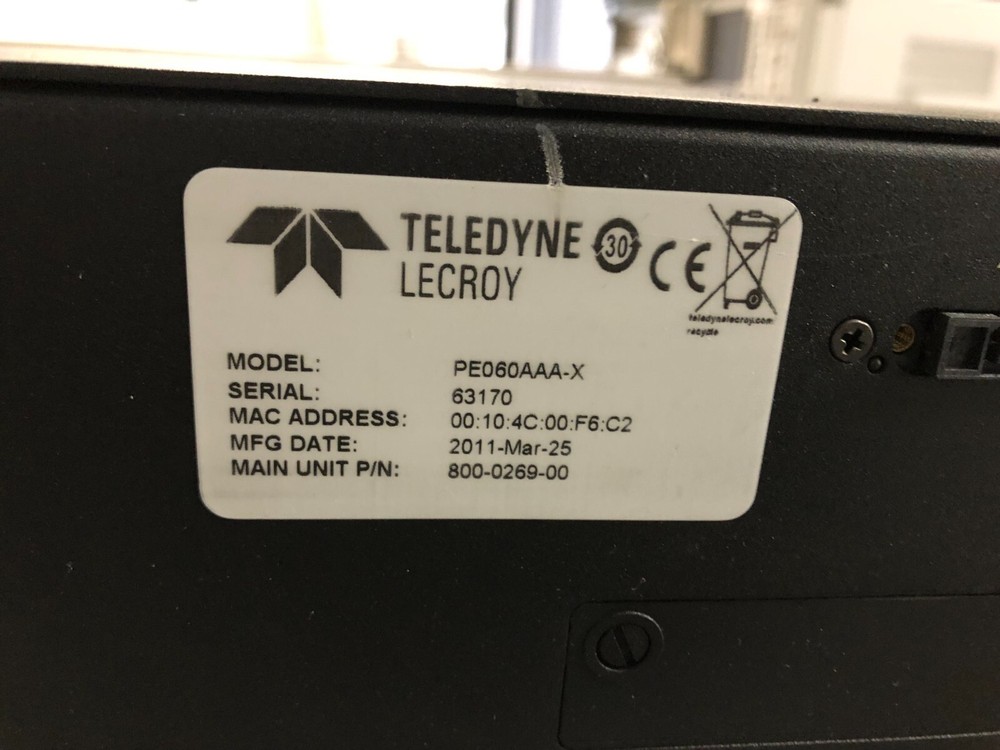 TELEDYNE
LECROY
30
CE
teledynelecroy.com
recycle
MODEL: PE060AAA-X
SERIAL: 63170
MAC ADDRESS: 00:10:4C:00:F6:C2
MFG DATE: 2011-Mar-25
MAIN UNIT P/N: 800-0269-00